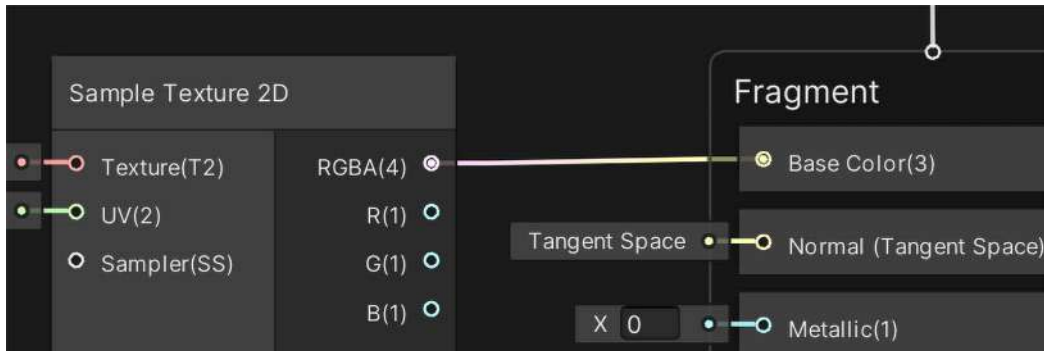 Sample Texture 2D
Texture(T2)
UV(2)
Sampler(SS)
RGBA(4)
R(1)
G(1)
B(1)
Fragment
Base Color(3)
Tangent Space
Normal (Tangent Space)
X 0
Metallic(1)